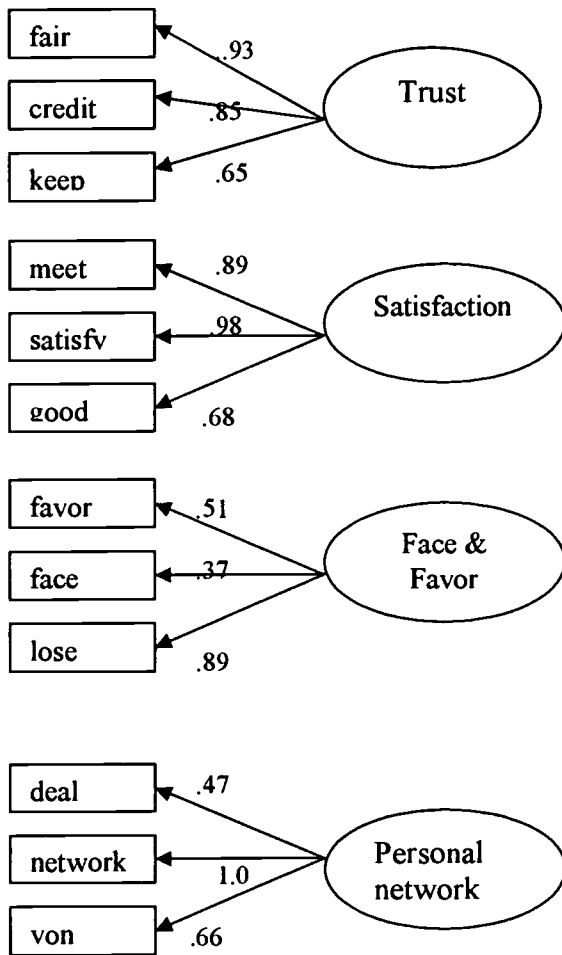 fair
..93
Trust
credit
.85
keep
.65
meet
.89
Satisfaction
satisfy
.98
good
.68
favor
.51
Face &
Favor
face
.37
lose
.89
deal
.47
Personal
network
network
1.0
von
.66